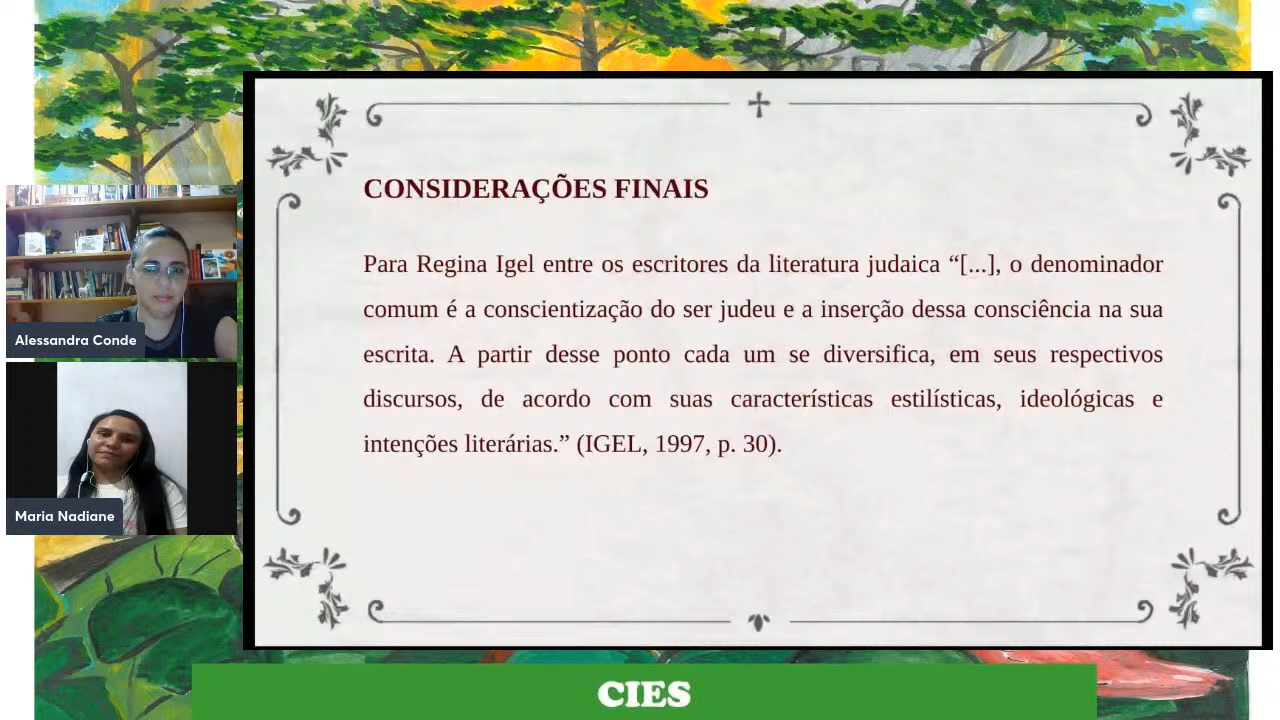 CONSIDERAÇÕES FINAIS
Para Regina Igel entre os escritores da literatura judaica “[...], o denominador
comum é a conscientização do ser judeu e a inserção dessa consciência na sua
escrita. A partir desse ponto cada um se diversifica, em seus respectivos
discursos, de acordo com suas características estilísticas, ideológicas e
intenções literárias.” (IGEL, 1997, p. 30).
Alessandra Conde
Maria Nadiane
CIES